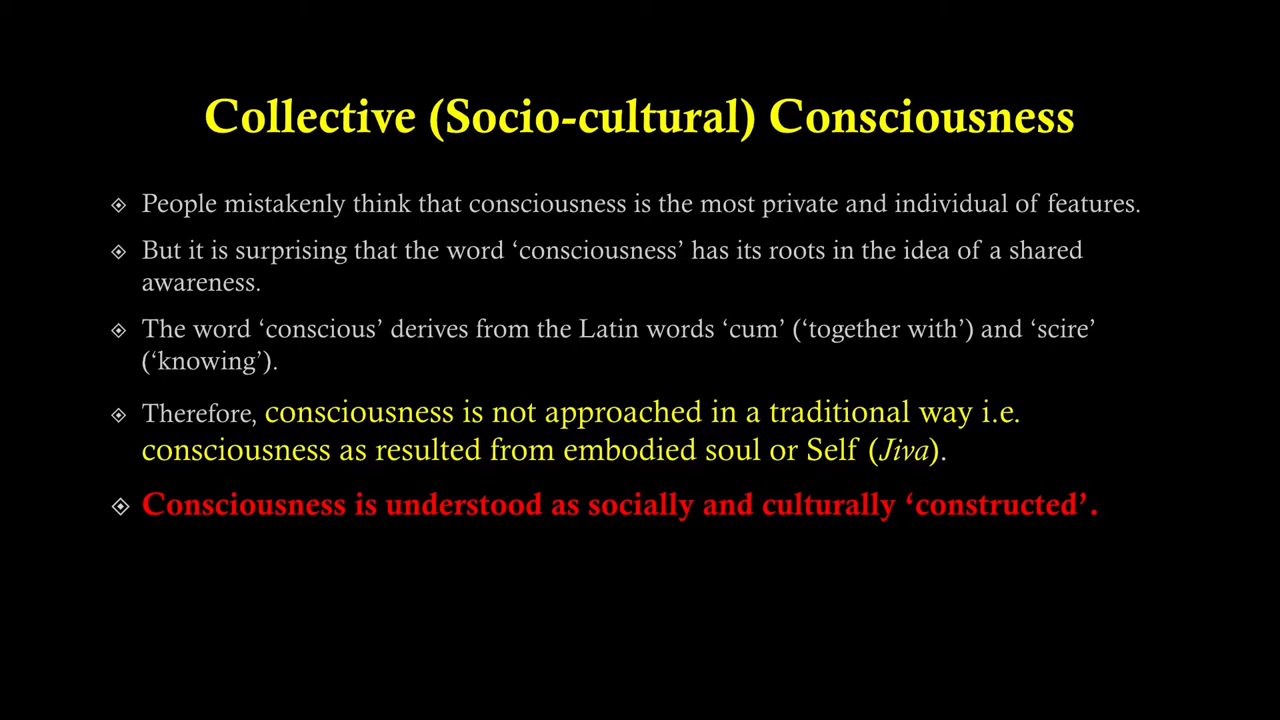 Collective (Socio-cultural) Consciousness
People mistakenly think that consciousness is the most private and individual of features.
But it is surprising that the word ‘consciousness’ has its roots in the idea of a shared
awareness.
The word ‘conscious’ derives from the Latin words ‘cum’ (‘together with’) and ‘scire’
(‘knowing’).
Therefore, consciousness is not approached in a traditional way i.e.
consciousness as resulted from embodied soul or Self (Jiva).
Consciousness is understood as socially and culturally ‘constructed’.